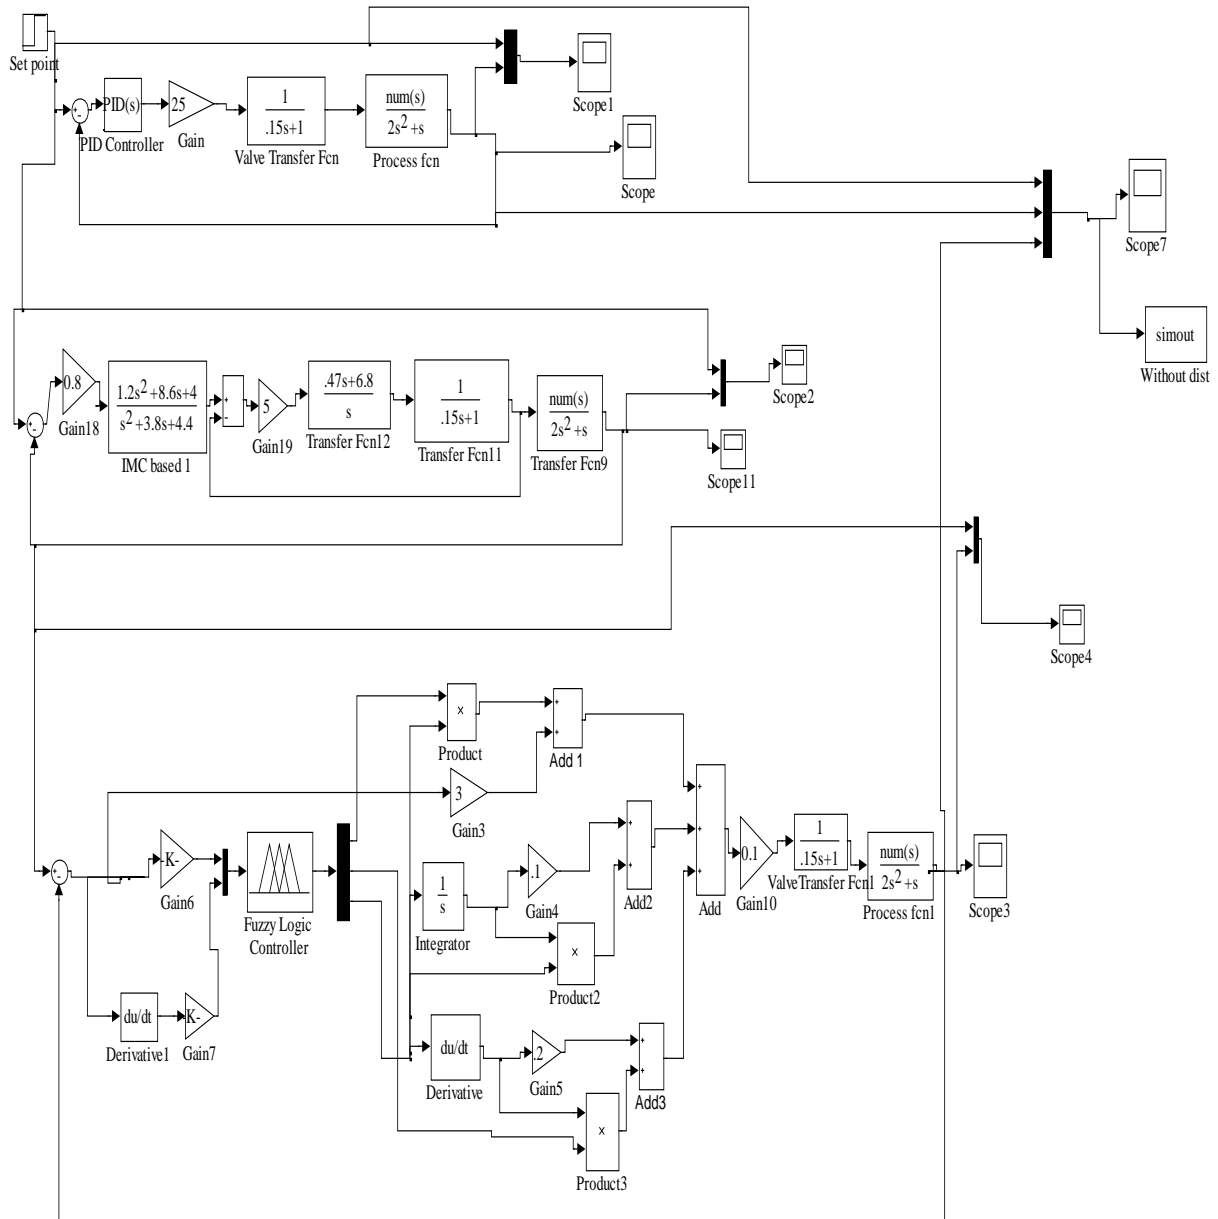 Set point
PID(s)
PID Controller
25
Gain
1
.15s+1
Valve Transfer Fcn
num(s)
2s²+s
Process fcn
Scope1
Scope
Scope7
simout
Without dist
0.8
Gain18
1.2s²+8.6s+4
s²+3.8s+4.4
IMC based 1
+
-
5
Gain19
.47s+6.8
s
Transfer Fcn12
1
.15s+1
Transfer Fcn11
num(s)
2s²+s
Transfer Fcn9
Scope2
Scope11
Scope4
×
Product
+
+
Add 1
3
Gain3
-K-
Gain6
Fuzzy Logic
Controller
du/dt
Derivative1
-K-
Gain7
1
s
Integrator
.1
Gain4
+
+
Add2
×
Product2
du/dt
Derivative
.2
Gain5
+
+
Add3
×
Product3
+
+
+
Add
0.1
Gain10
1
.15s+1
Valve Transfer Fcn1
num(s)
2s²+s
Process fcn1
Scope3